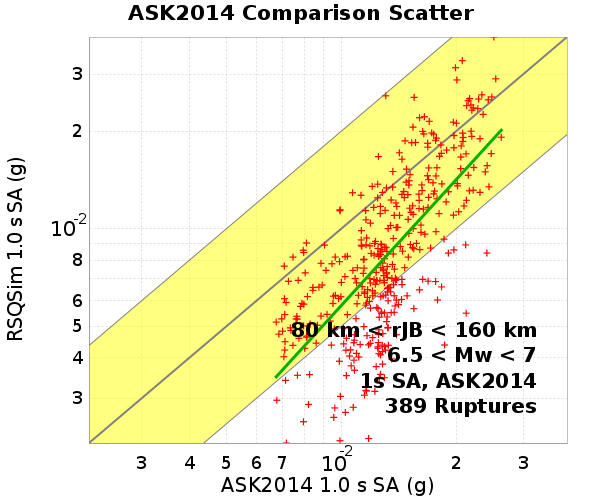 ASK2014 Comparison Scatter
RSQSim 1.0 s SA (g)
3
2
10-2
8
6
5
4
3
80 km < rJB < 160 km
6.5 < Mw < 7
1s SA, ASK2014
389 Ruptures
3 4 5 6 7 10-2 2 3
ASK2014 1.0 s SA (g)